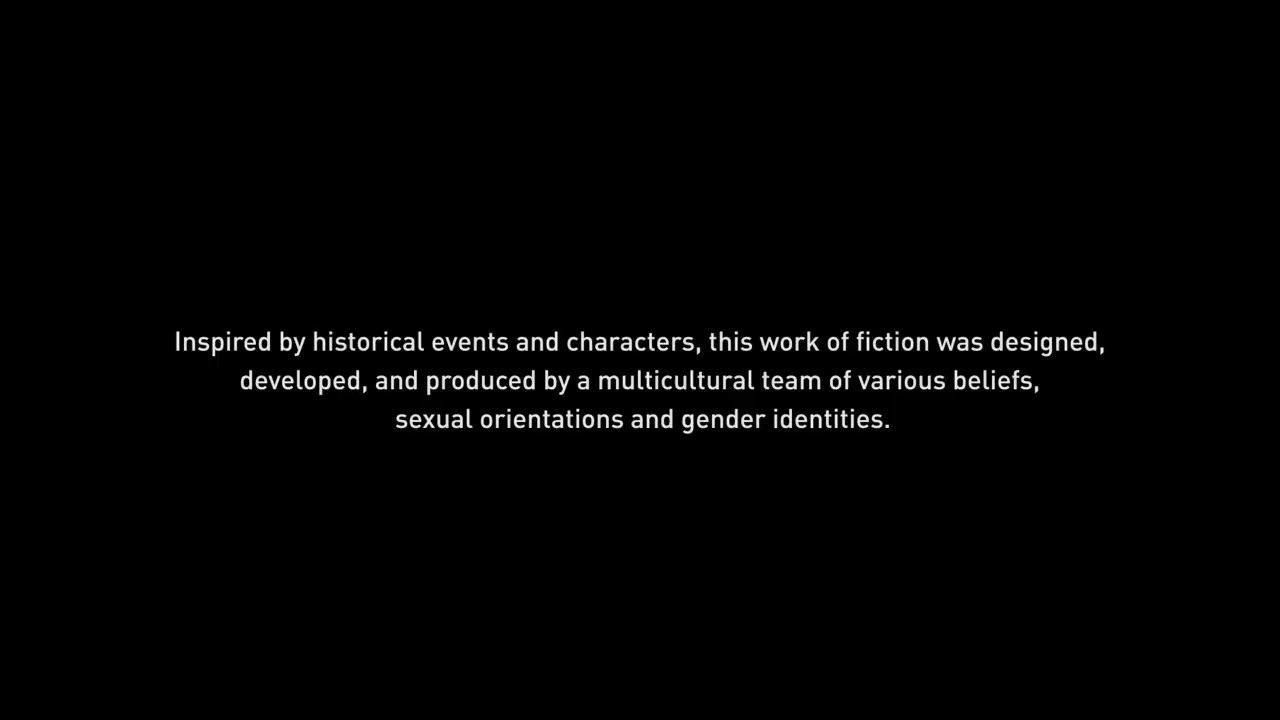 Inspired by historical events and characters, this work of fiction was designed,
developed, and produced by a multicultural team of various beliefs,
sexual orientations and gender identities.